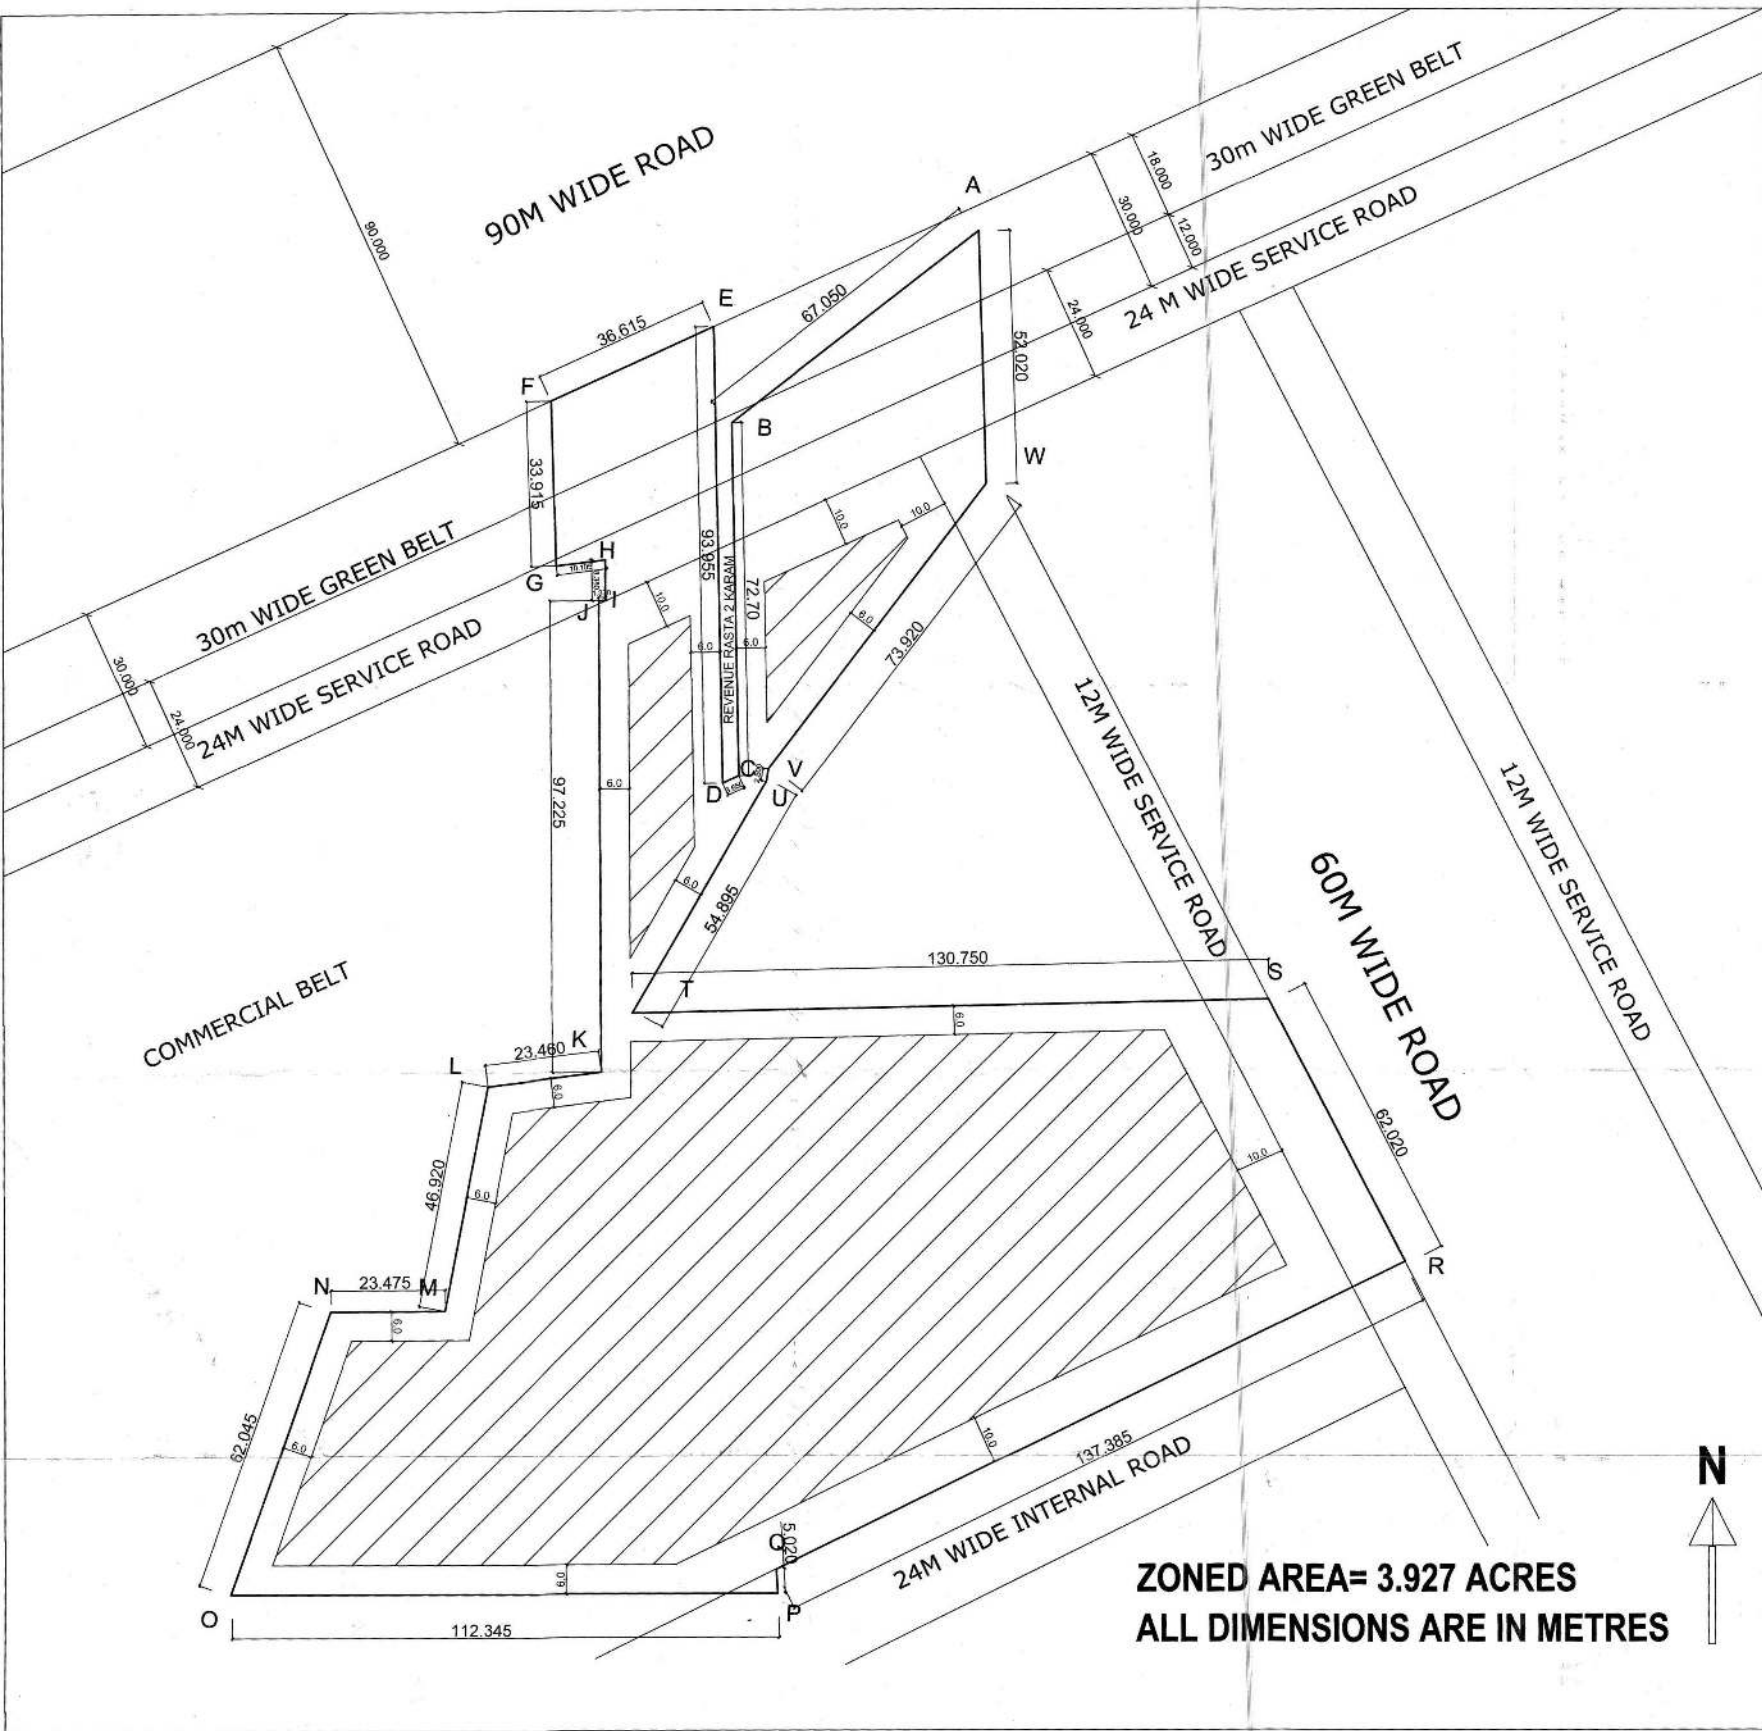 90M WIDE ROAD
90.000
30m WIDE GREEN BELT
18.000
30.000
12.000
24 M WIDE SERVICE ROAD
24.000
A
67.050
E
36.615
F
52.020
B
W
33.915
93.955
72.70
REVENUE RASTA 2 KARAM
10.0
10.0
G
H
I
J
10.0
30m WIDE GREEN BELT
30.000
24M WIDE SERVICE ROAD
24.000
6.0
6.0
6.0
73.920
12M WIDE SERVICE ROAD
12M WIDE SERVICE ROAD
60M WIDE ROAD
C
V
D
U
97.225
6.0
6.0
54.895
130.750
S
T
COMMERCIAL BELT
6.0
23.460
K
L
6.0
62.020
46.920
6.0
10.0
R
N
23.475
M
6.0
62.045
6.0
10.0
137.385
24M WIDE INTERNAL ROAD
N
Q
5.020
6.0
O
P
112.345
ZONED AREA= 3.927 ACRES
ALL DIMENSIONS ARE IN METRES